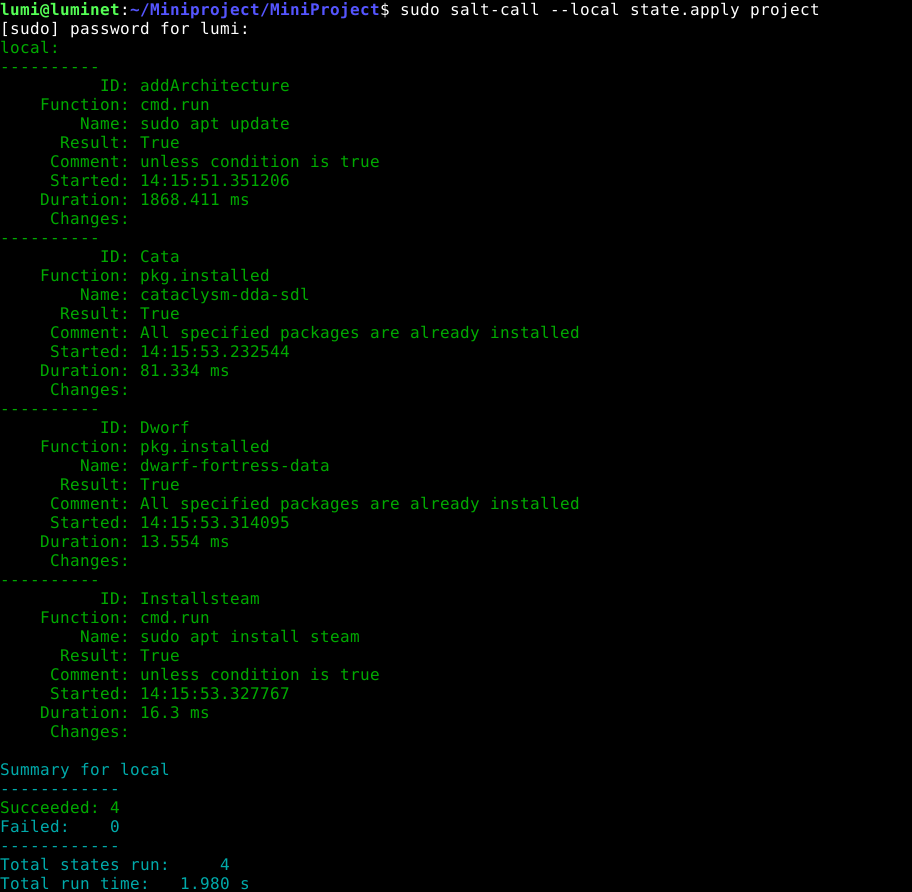 lumi@luminet:~/Miniproject/MiniProject$ sudo salt-call --local state.apply project
[sudo] password for lumi:
local:
----------
          ID: addArchitecture
    Function: cmd.run
        Name: sudo apt update
      Result: True
     Comment: unless condition is true
     Started: 14:15:51.351206
    Duration: 1868.411 ms
     Changes:
----------
          ID: Cata
    Function: pkg.installed
        Name: cataclysm-dda-sdl
      Result: True
     Comment: All specified packages are already installed
     Started: 14:15:53.232544
    Duration: 81.334 ms
     Changes:
----------
          ID: Dworf
    Function: pkg.installed
        Name: dwarf-fortress-data
      Result: True
     Comment: All specified packages are already installed
     Started: 14:15:53.314095
    Duration: 13.554 ms
     Changes:
----------
          ID: Installsteam
    Function: cmd.run
        Name: sudo apt install steam
      Result: True
     Comment: unless condition is true
     Started: 14:15:53.327767
    Duration: 16.3 ms
     Changes:

Summary for local
------------
Succeeded: 4
Failed:    0
------------
Total states run:     4
Total run time:   1.980 s